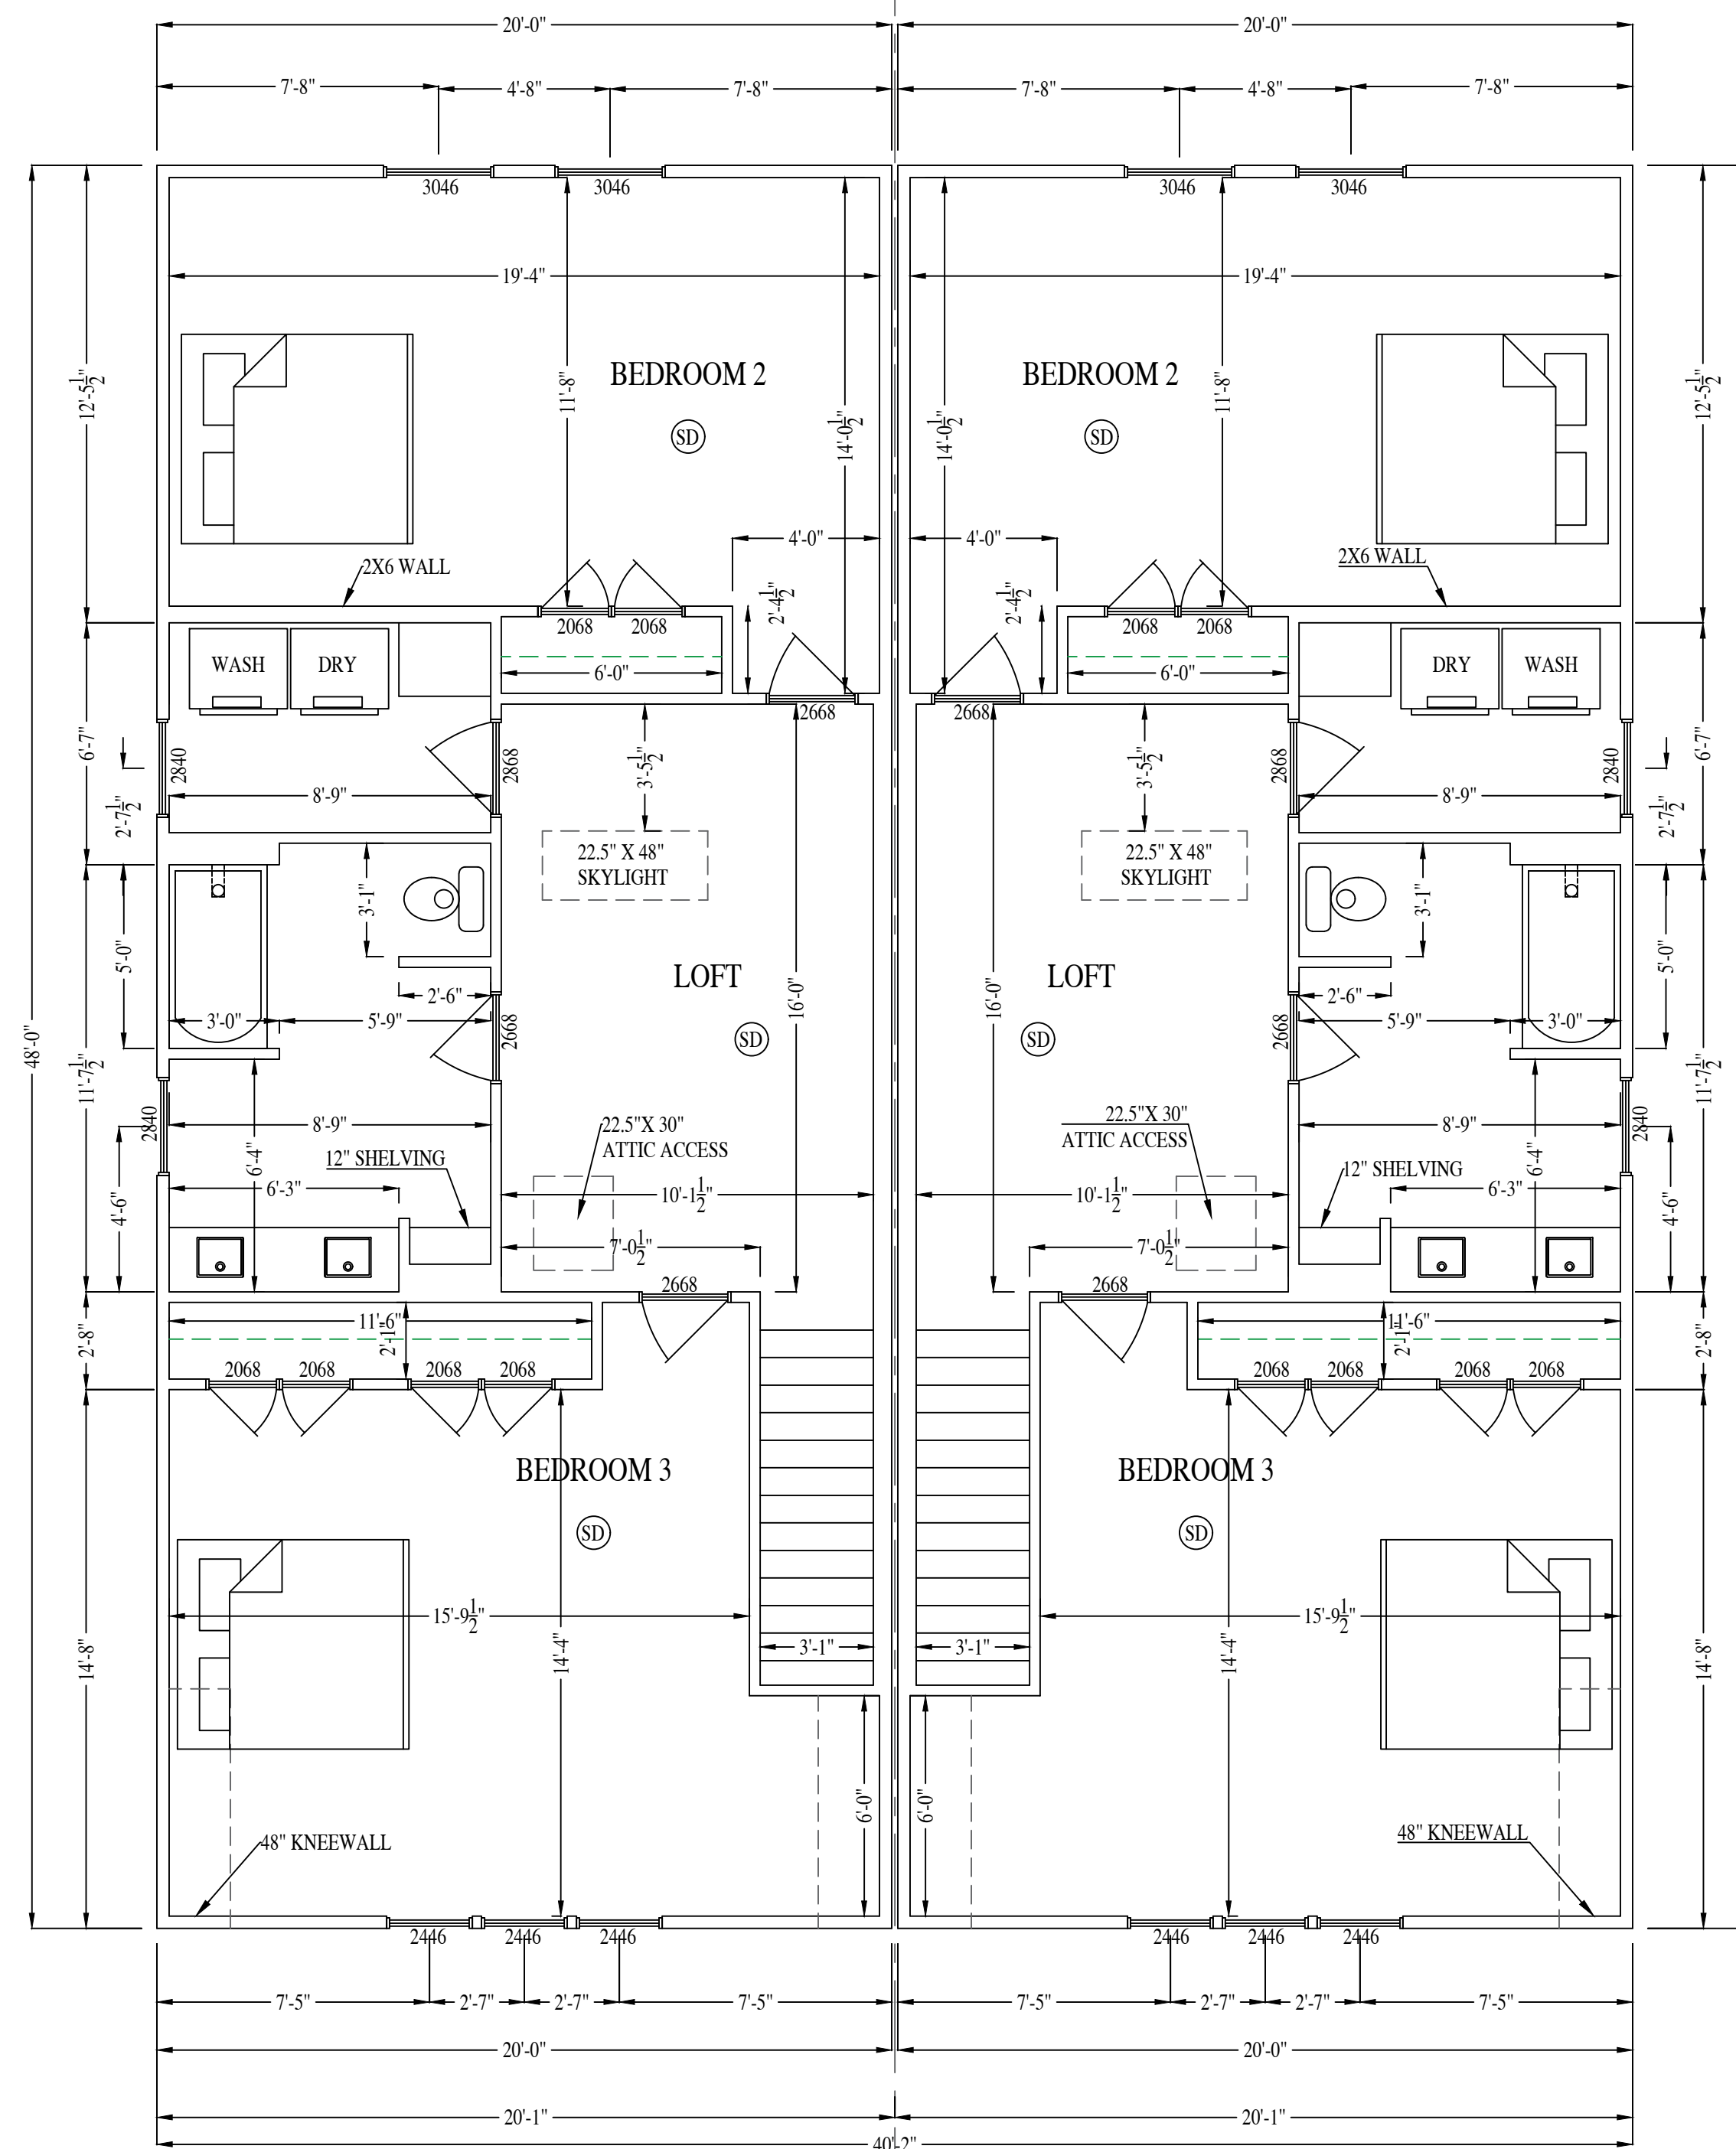 20'-0" 20'-0"
7'-8" 4'-8" 7'-8" 7'-8" 4'-8" 7'-8"
3046 3046 3046 3046
19'-4" 19'-4"
BEDROOM 2 BEDROOM 2
12'-5 1/2" 11'-8" 14'-0 1/2" 14'-0 1/2" 11'-8" 12'-5 1/2"
SD SD
4'-0" 4'-0"
2X6 WALL 2X6 WALL
2'-4 1/2" 2'-4 1/2"
2068 2068 2068 2068
WASH DRY 6'-0" 6'-0" DRY WASH
2668 2668
6'-7" 2840 2868 3'-5 1/2" 3'-5 1/2" 2868 2840 6'-7"
8'-9" 8'-9"
2'-7 1/2" 2'-7 1/2"
22.5" X 48" 22.5" X 48"
SKYLIGHT SKYLIGHT
3'-1" 3'-1"
5'-0" LOFT LOFT 5'-0"
2'-6" 16'-0" 16'-0" 2'-6"
3'-0" 5'-9" 2668 2668 5'-9" 3'-0"
SD SD
48'-0"
11'-7 1/2" 11'-7 1/2"
2840 8'-9" 22.5"X 30" 22.5"X 30" 8'-9" 2840
ATTIC ACCESS ATTIC ACCESS
6'-4" 12" SHELVING 12" SHELVING 6'-4"
4'-6" 6'-3" 10'-1 1/2" 10'-1 1/2" 6'-3" 4'-6"
7'-0 1/2" 7'-0 1/2"
2668 2668
2'-8" 11'-6" 2'-1" 2'-1" 11'-6" 2'-8"
2068 2068 2068 2068 2068 2068 2068 2068
BEDROOM 3 BEDROOM 3
SD SD
15'-9 1/2" 15'-9 1/2"
14'-8" 14'-4" 3'-1" 3'-1" 14'-4" 14'-8"
6'-0" 6'-0"
48" KNEEWALL 48" KNEEWALL
2446 2446 2446 2446 2446 2446
7'-5" 2'-7" 2'-7" 7'-5" 7'-5" 2'-7" 2'-7" 7'-5"
20'-0" 20'-0"
20'-1" 20'-1"
40'-2"